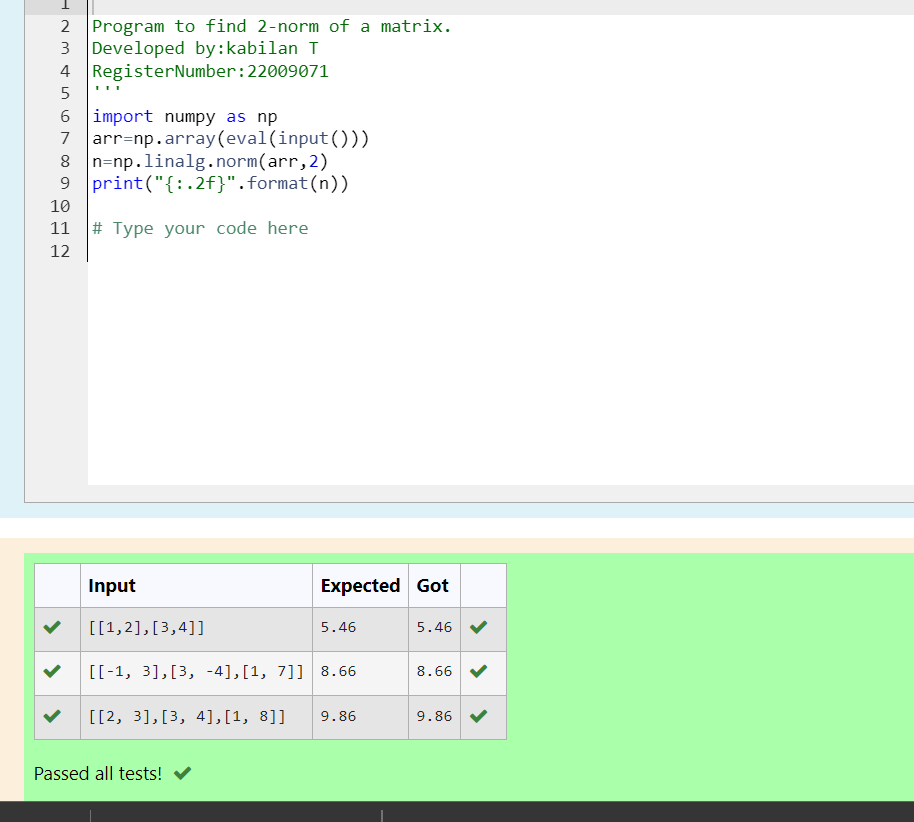 1
2 Program to find 2-norm of a matrix.
3 Developed by:kabilan T
4 RegisterNumber:22009071
5 '''
6 import numpy as np
7 arr=np.array(eval(input()))
8 n=np.linalg.norm(arr,2)
9 print("{:.2f}".format(n))
10
11 # Type your code here
12
Input Expected Got
[[1,2],[3,4]] 5.46 5.46
[[-1, 3],[3, -4],[1, 7]] 8.66 8.66
[[2, 3],[3, 4],[1, 8]] 9.86 9.86
Passed all tests!